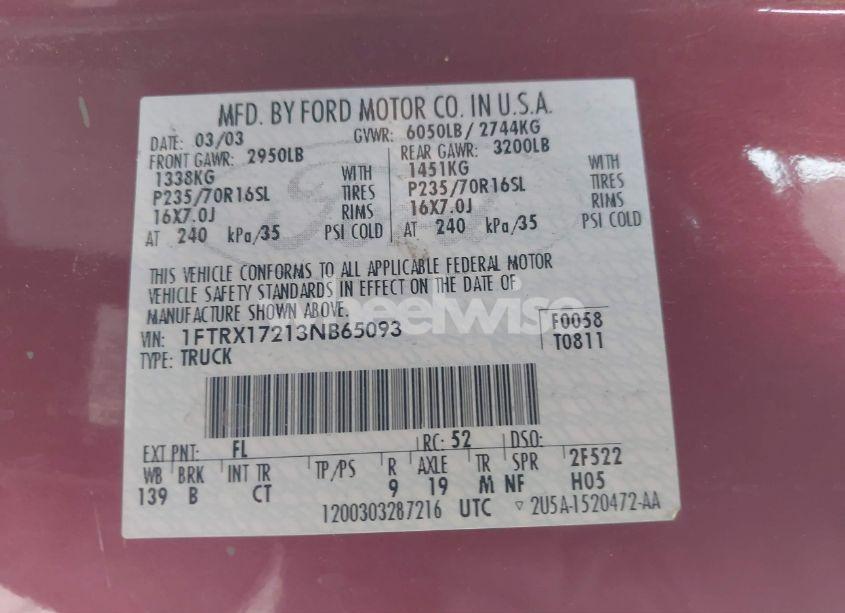 MFD. BY FORD MOTOR CO. IN U.S.A.
DATE: 03/03 GVWR: 6050LB/ 2744KG
FRONT GAWR: 2950LB REAR GAWR: 3200LB
1338KG WITH 1451KG WITH
P235/70R16SL TIRES P235/70R16SL TIRES
16X7.0J RIMS 16X7.0J RIMS
AT 240 kPa/35 PSI COLD AT 240 kPa/35 PSI COLD
THIS VEHICLE CONFORMS TO ALL APPLICABLE FEDERAL MOTOR
VEHICLE SAFETY STANDARDS IN EFFECT ON THE DATE OF
MANUFACTURE SHOWN ABOVE.
VIN: 1FTRX17213NB65093 F0058
TYPE: TRUCK T0811
EXT PNT: FL RC: 52 DSO:
WB BRK INT TR TP/PS R AXLE TR SPR 2F522
139 B CT 9 19 M NF H05
1200303287216 UTC ▽ 2U5A-1520472-AA